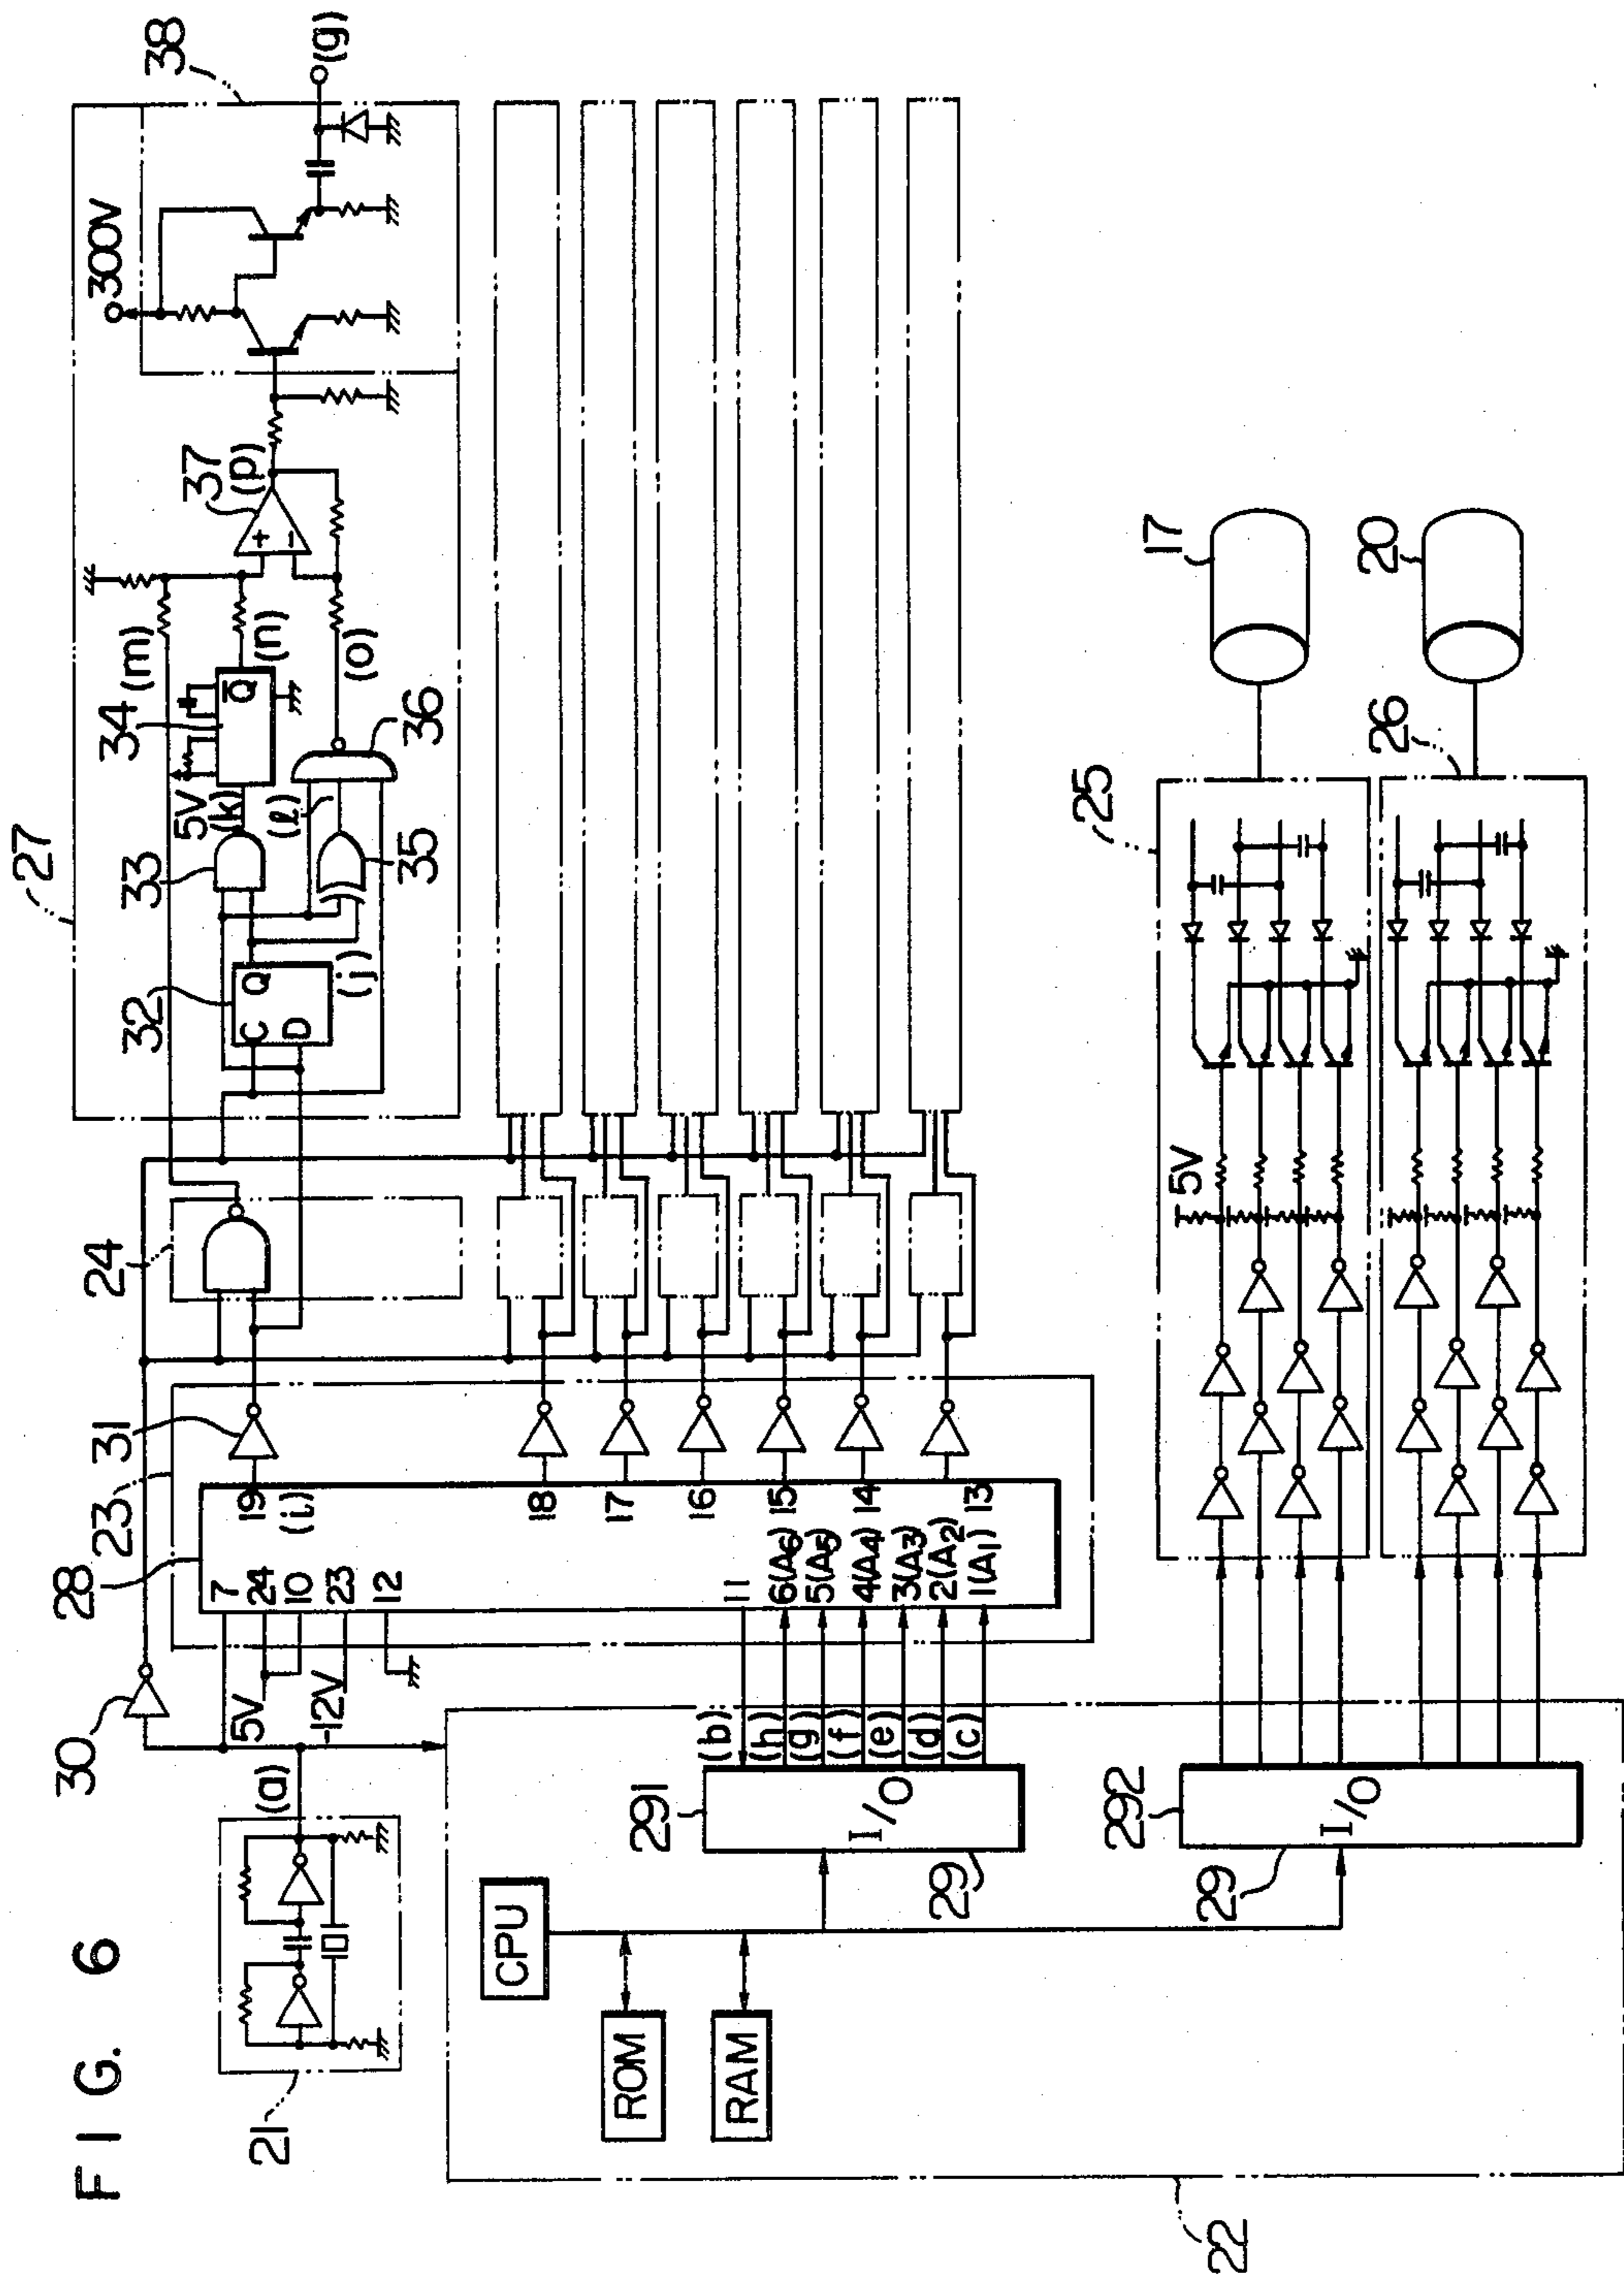 FIG. 6
21
(a)
30
5V
-12V
28
23
31
7
24
10
23
12
19
(i)
18
17
16
15
14
13
11
6(A6)
5(A5)
4(A4)
3(A3)
2(A2)
1(A1)
24
27
32
C
D
Q
(j)
33
5V
(k)
34
Q̅
(l)
35
36
(m)
(n)
(o)
37
(p)
+
−
300V
38
(g)
22
CPU
ROM
RAM
291
I/O
29
(b)
(h)
(g)
(f)
(e)
(d)
(c)
292
I/O
29
5V
25
26
17
20